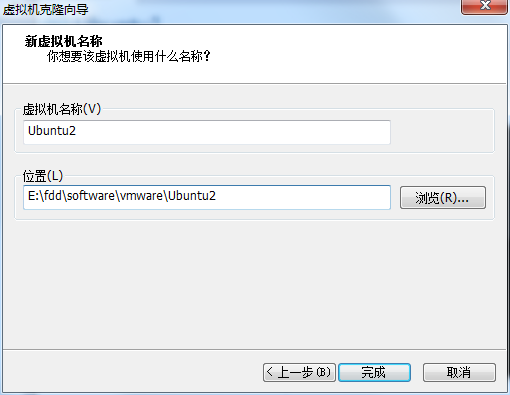 虚拟机克隆向导
新虚拟机名称
你想要该虚拟机使用什么名称?
虚拟机名称(V)
Ubuntu2
位置(L)
E:\fdd\software\vmware\Ubuntu2
浏览(R)...
< 上一步(B)
完成
取消